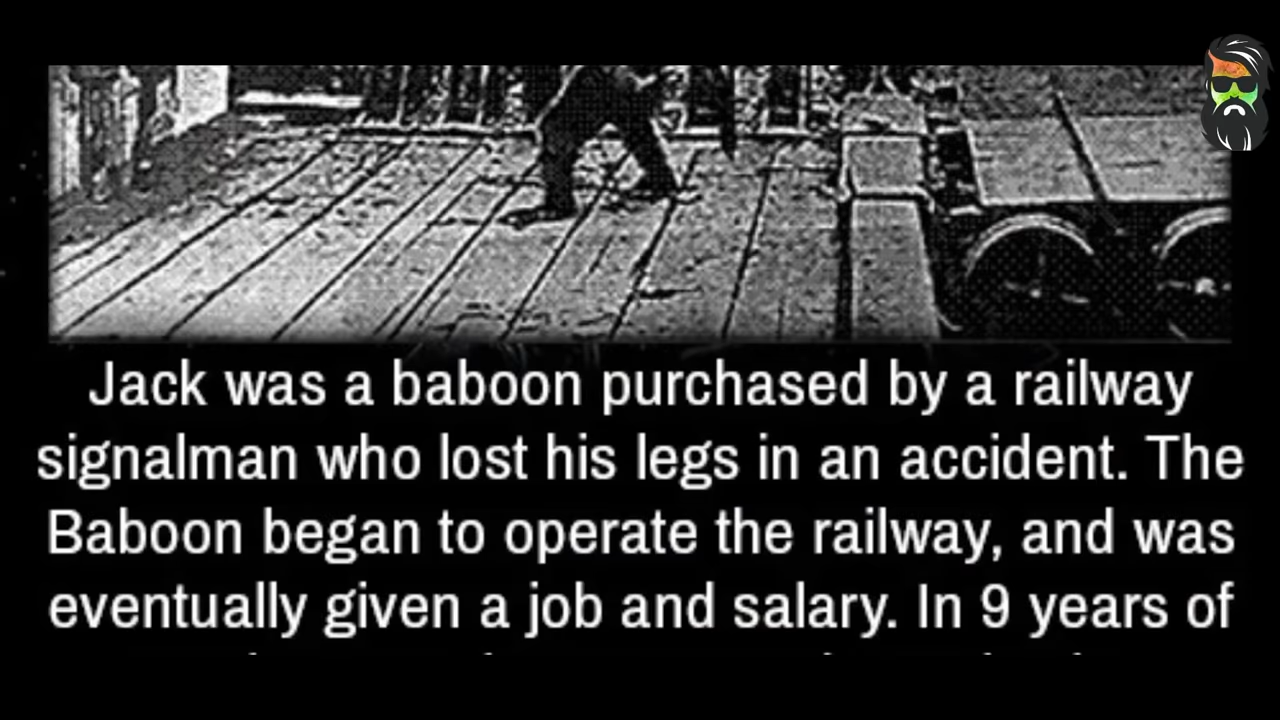 Jack was a baboon purchased by a railway
signalman who lost his legs in an accident. The
Baboon began to operate the railway, and was
eventually given a job and salary. In 9 years of